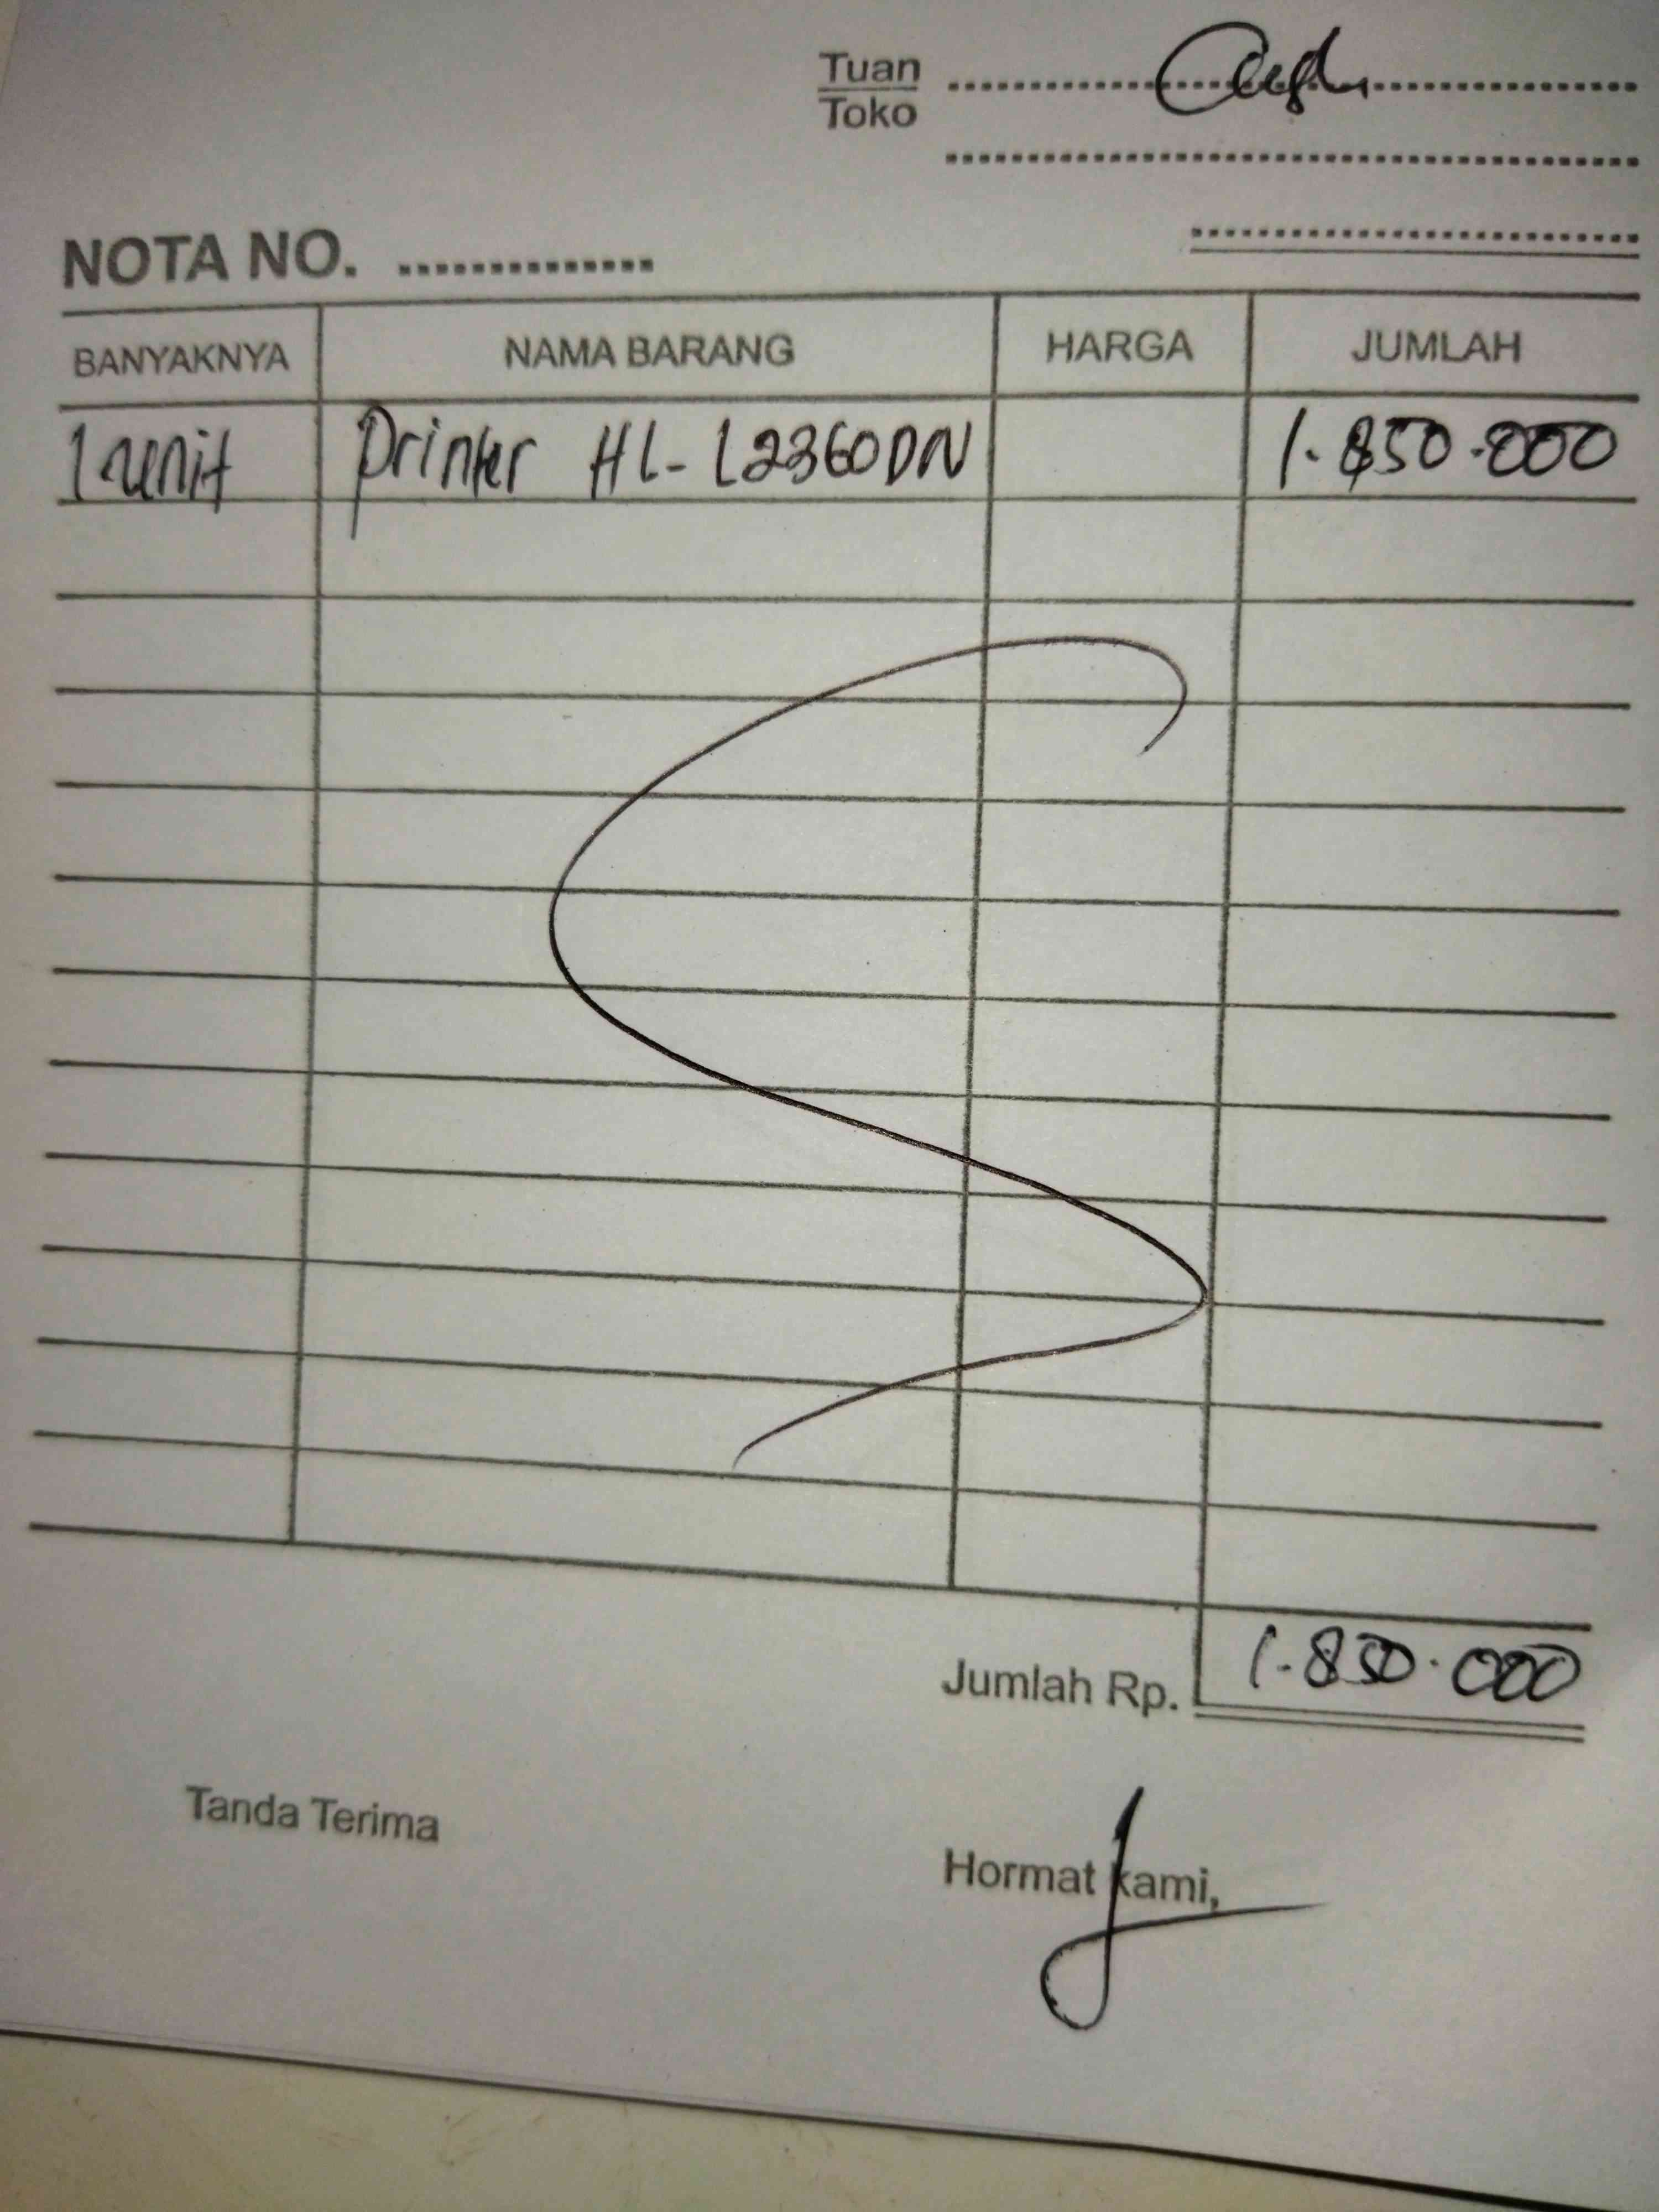 Tuan Cash
Toko
NOTA NO. ..............
BANYAKNYA NAMA BARANG HARGA JUMLAH
1 unit Printer HL-L2360DN 1.850.000
Jumlah Rp. 1.850.000
Tanda Terima
Hormat kami,